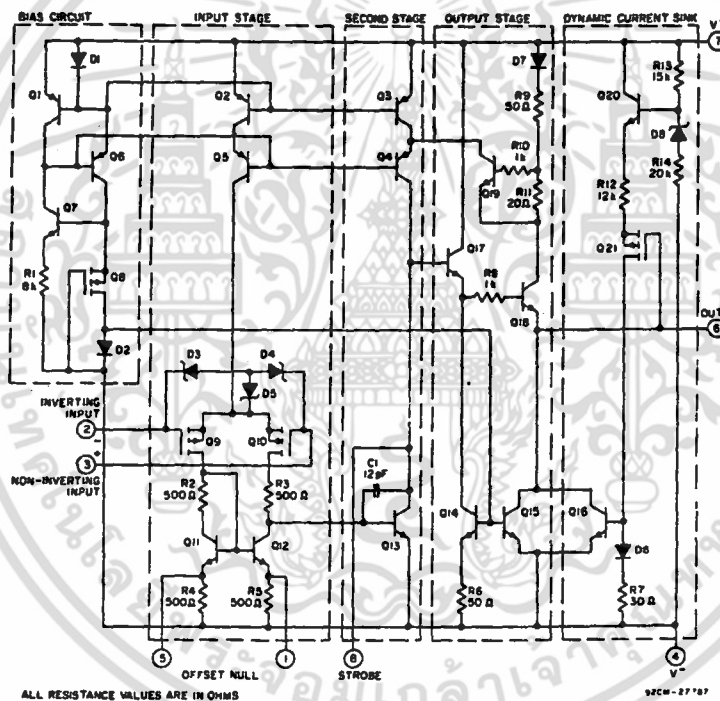 BIAS CIRCUIT
INPUT STAGE
SECOND STAGE
OUTPUT STAGE
DYNAMIC CURRENT SINK
V
7
D1
D7
R13
15k
Q1
Q2
Q3
Q20
R9
50Ω
D8
Q6
Q5
Q4
R10
1k
R14
20k
Q19
R11
20Ω
R12
12k
Q7
Q17
Q21
R1
8k
Q8
R8
1k
Q18
OUT
6
D2
D3
D4
D5
INVERTING
INPUT
2
-
Q9
Q10
3
+
NON-INVERTING
INPUT
C1
12pF
R2
500Ω
R3
500Ω
Q14
Q15
Q16
Q11
Q12
Q13
D6
R4
500Ω
R5
500Ω
R6
50Ω
R7
30Ω
5
1
8
4
OFFSET NULL
STROBE
V-
ALL RESISTANCE VALUES ARE IN OHMS